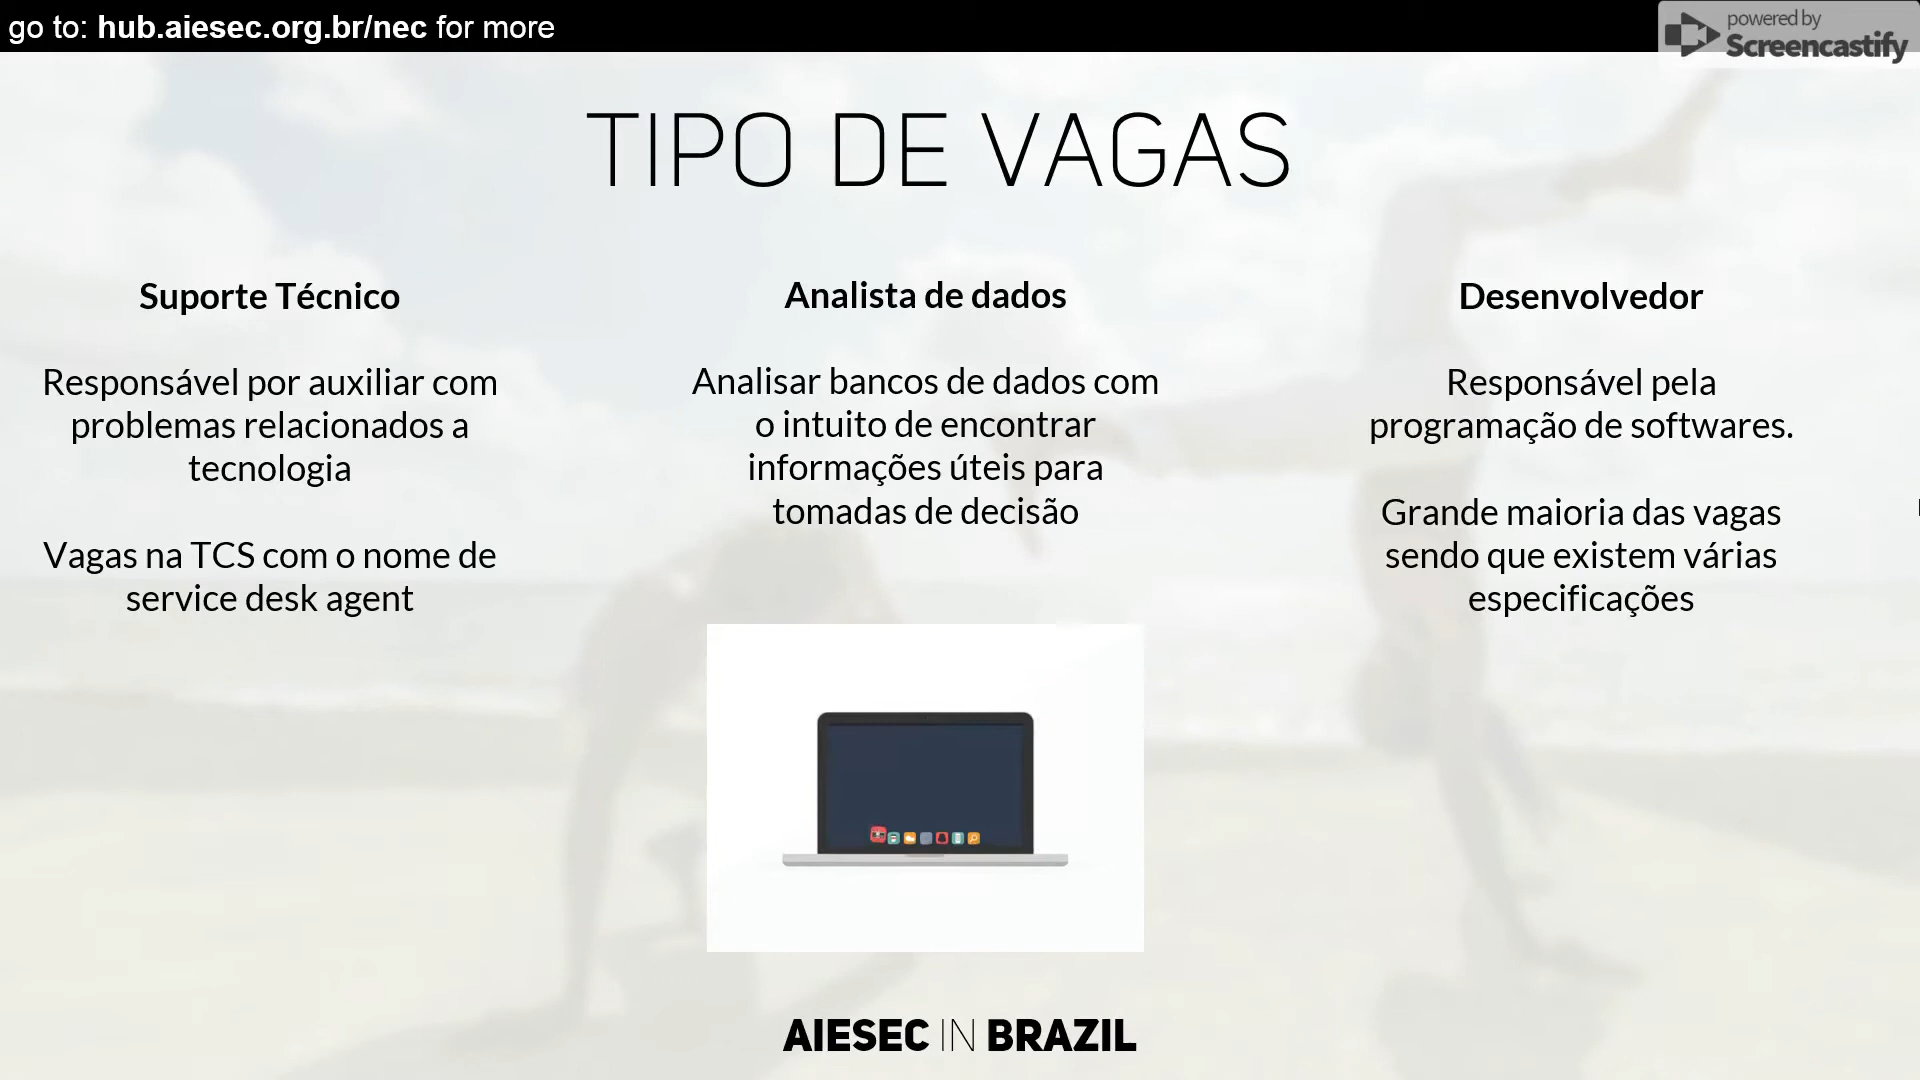 go to: hub.aiesec.org.br/nec for more
powered by
Screencastify
TIPO DE VAGAS
Suporte Técnico
Responsável por auxiliar com
problemas relacionados a
tecnologia
Vagas na TCS com o nome de
service desk agent
Analista de dados
Analisar bancos de dados com
o intuito de encontrar
informações úteis para
tomadas de decisão
Desenvolvedor
Responsável pela
programação de softwares.
Grande maioria das vagas
sendo que existem várias
especificações
AIESEC IN BRAZIL